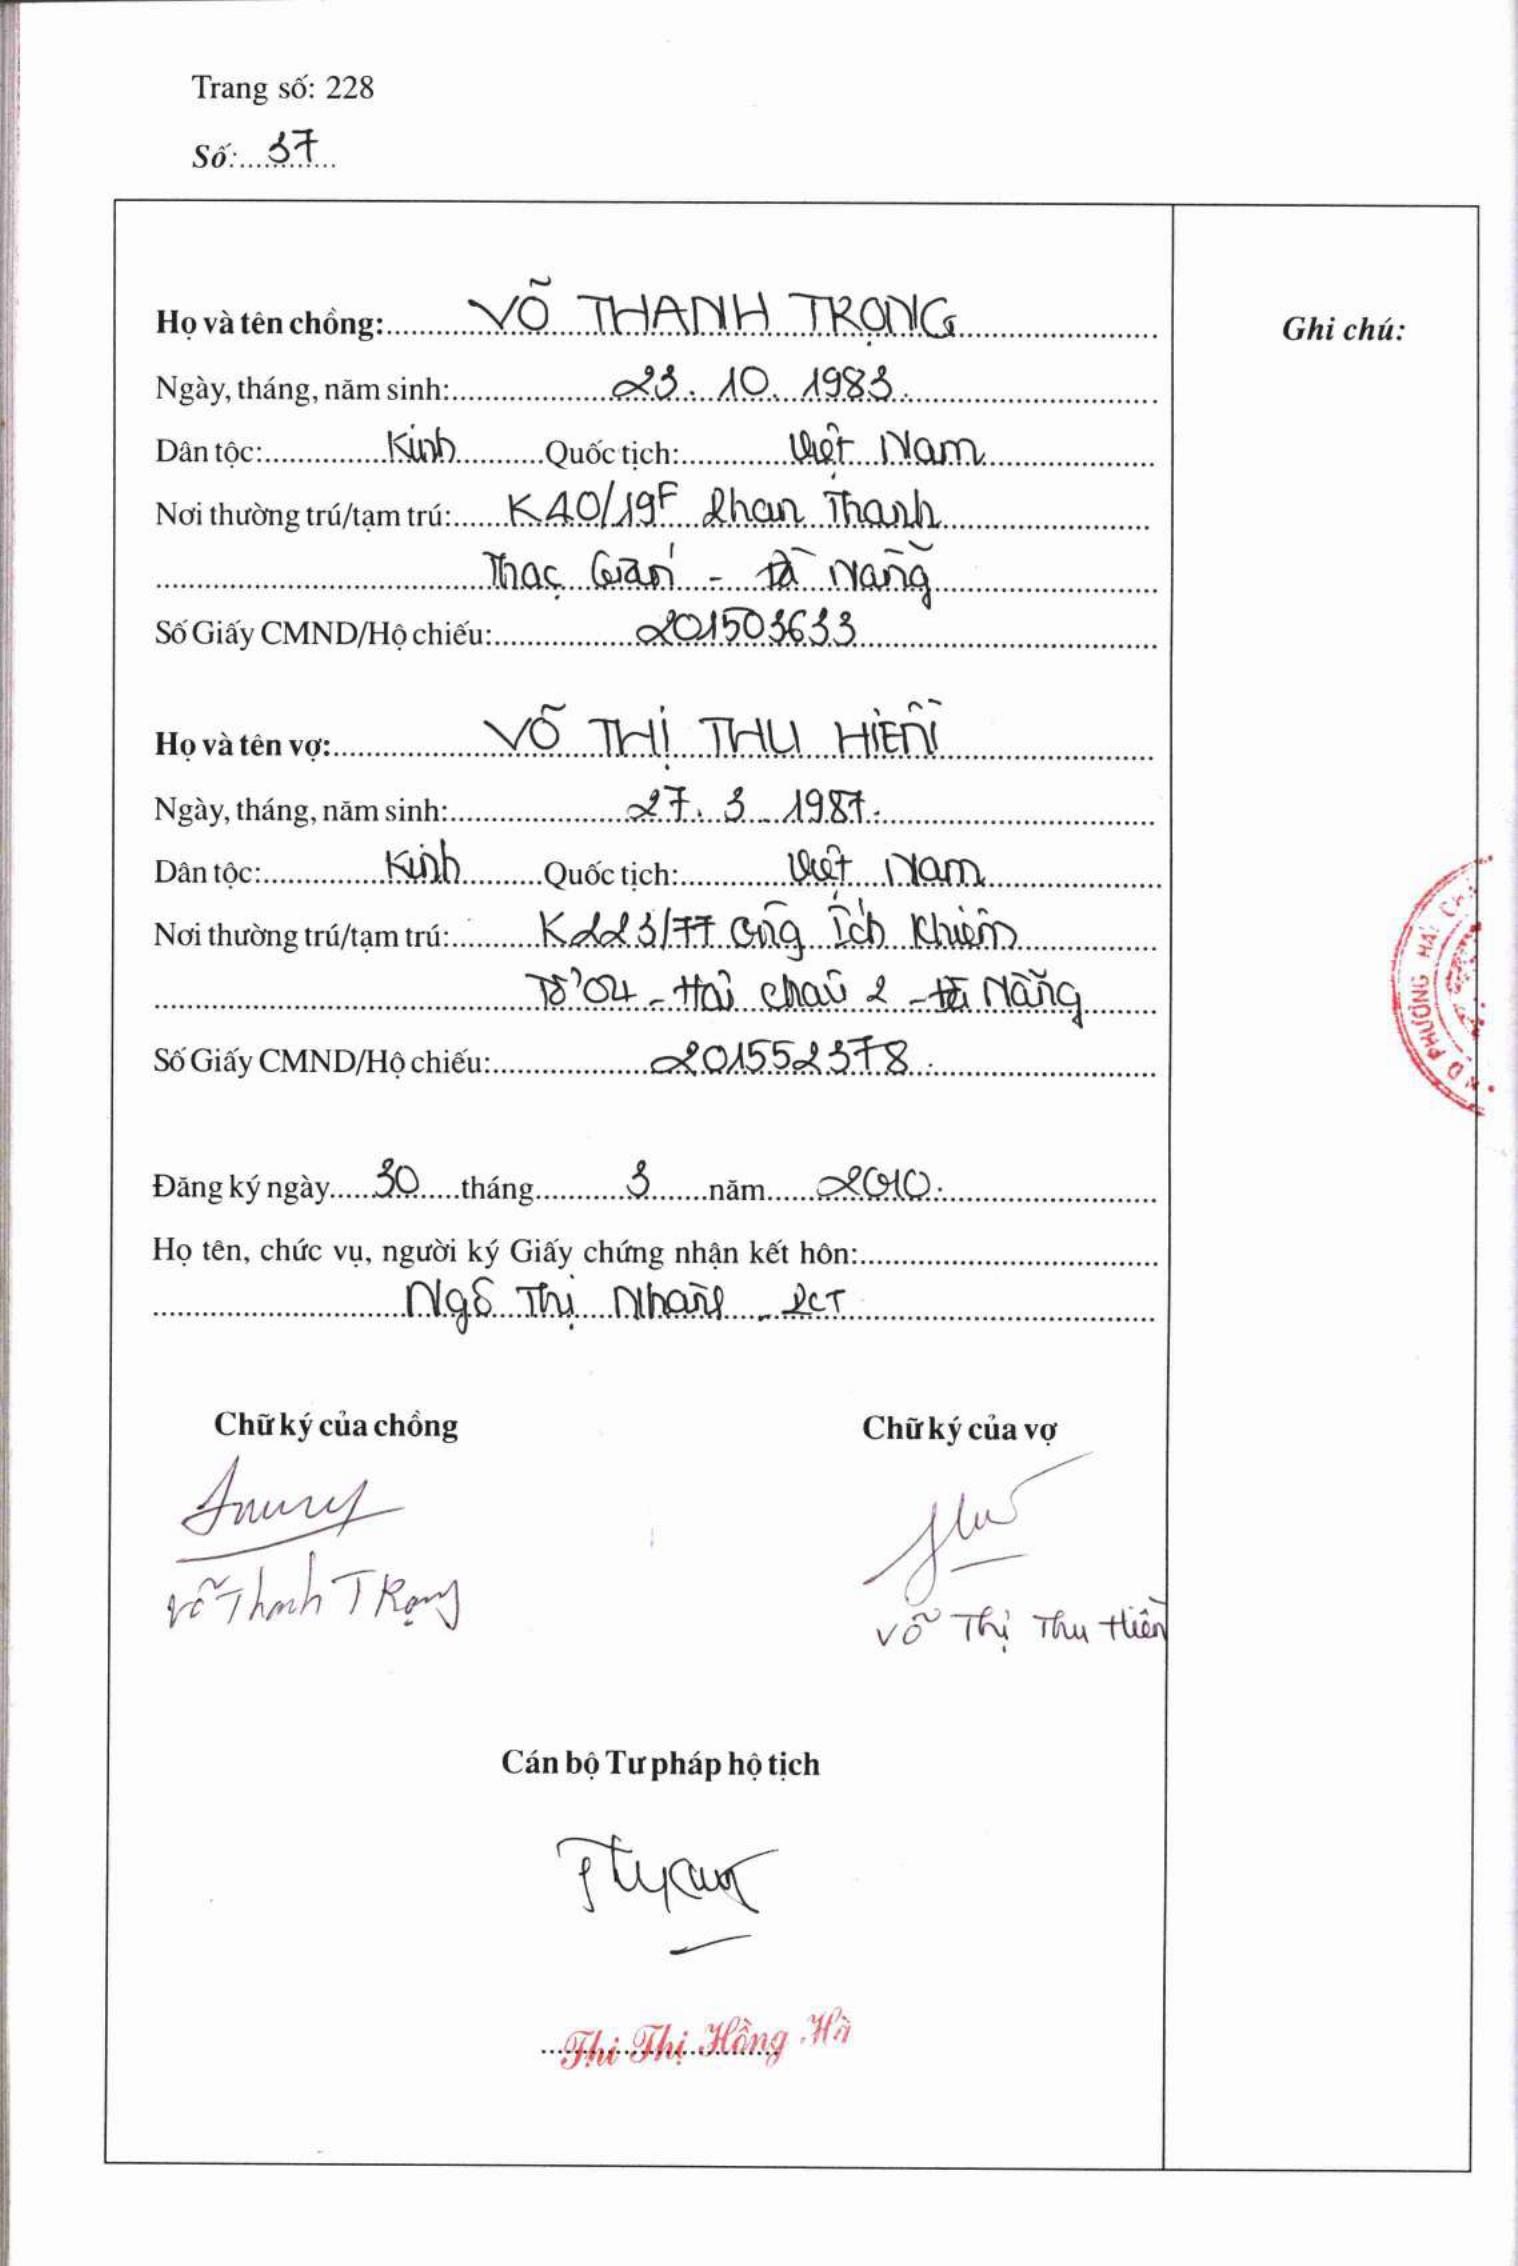 Trang số: 228
Số: 37
Họ và tên chồng: VÕ THANH TRỌNG
Ghi chú:
Ngày, tháng, năm sinh: 23.10.1983.
Dân tộc: Kinh Quốc tịch: Việt Nam
Nơi thường trú/tạm trú: K40/19F Phan Thanh
Thạc Gián - Đà Nẵng
Số Giấy CMND/Hộ chiếu: 201503633
Họ và tên vợ: VÕ THỊ THU HIỀN
Ngày, tháng, năm sinh: 27.3.1987.
Dân tộc: Kinh Quốc tịch: Việt Nam
Nơi thường trú/tạm trú: K223/77 Ông Ích Khiêm
Tổ 04 - Hải Châu 2 - Đà Nẵng
Số Giấy CMND/Hộ chiếu: 201552378.
PHƯỜNG HẢI
Đăng ký ngày 30 tháng 3 năm 2010.
Họ tên, chức vụ, người ký Giấy chứng nhận kết hôn:
Ngô Thị Nhàn - PCT
Chữ ký của chồng
Chữ ký của vợ
Võ Thanh Trọng
Võ Thị Thu Hiền
Cán bộ Tư pháp hộ tịch
Thi Thị Hồng Hà